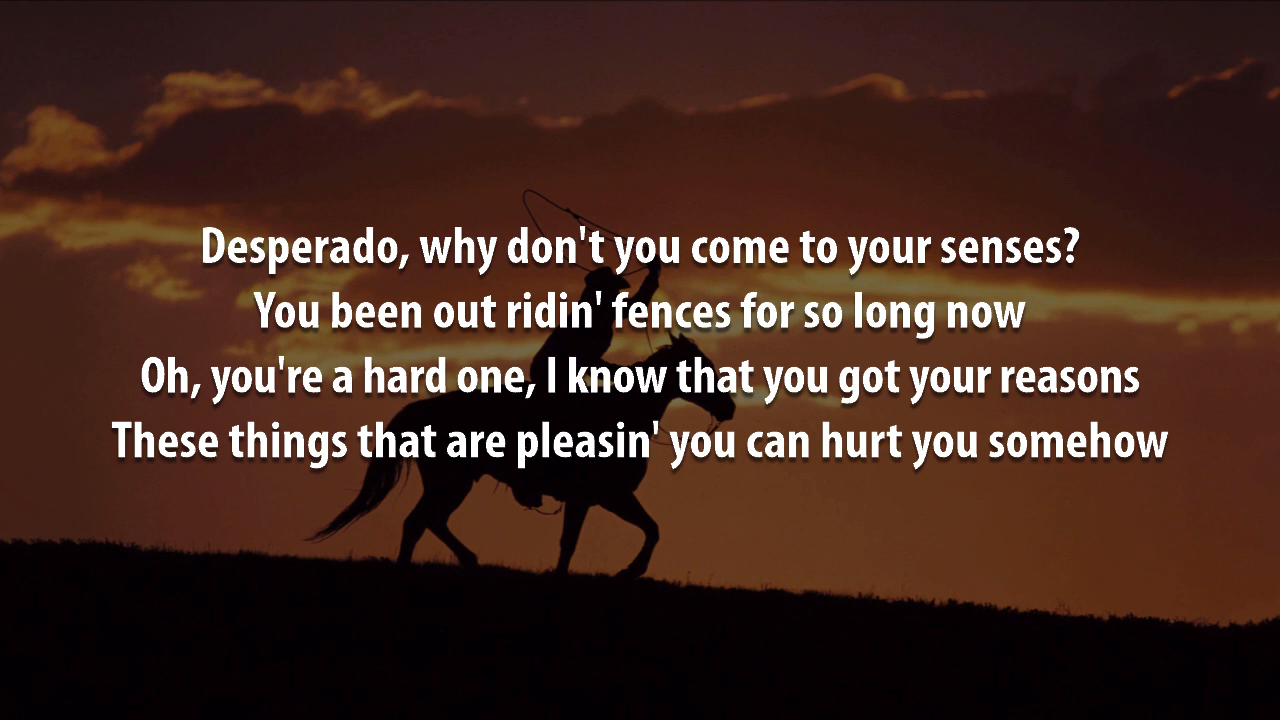 Desperado, why don't you come to your senses?
You been out ridin' fences for so long now
Oh, you're a hard one, I know that you got your reasons
These things that are pleasin' you can hurt you somehow